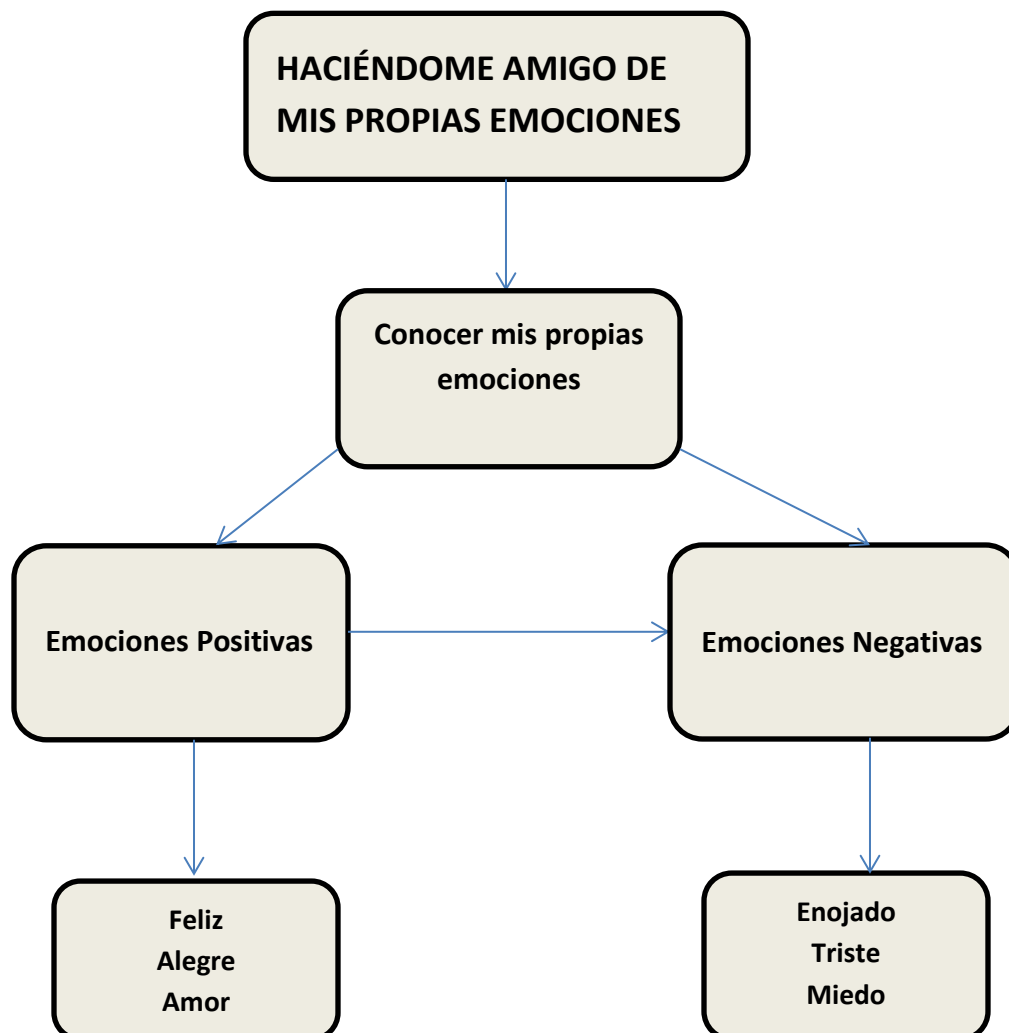 HACIÉNDOME AMIGO DE
MIS PROPIAS EMOCIONES
Conocer mis propias
emociones
Emociones Positivas
Emociones Negativas
Feliz
Alegre
Amor
Enojado
Triste
Miedo